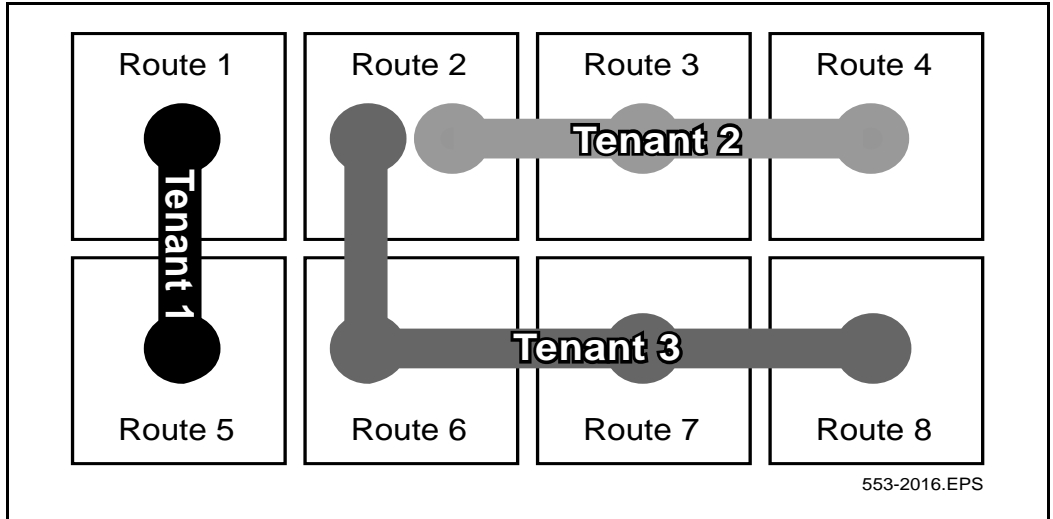 Route 1
Route 2
Route 3
Route 4
Tenant 1
Tenant 2
Tenant 3
Route 5
Route 6
Route 7
Route 8
553-2016.EPS